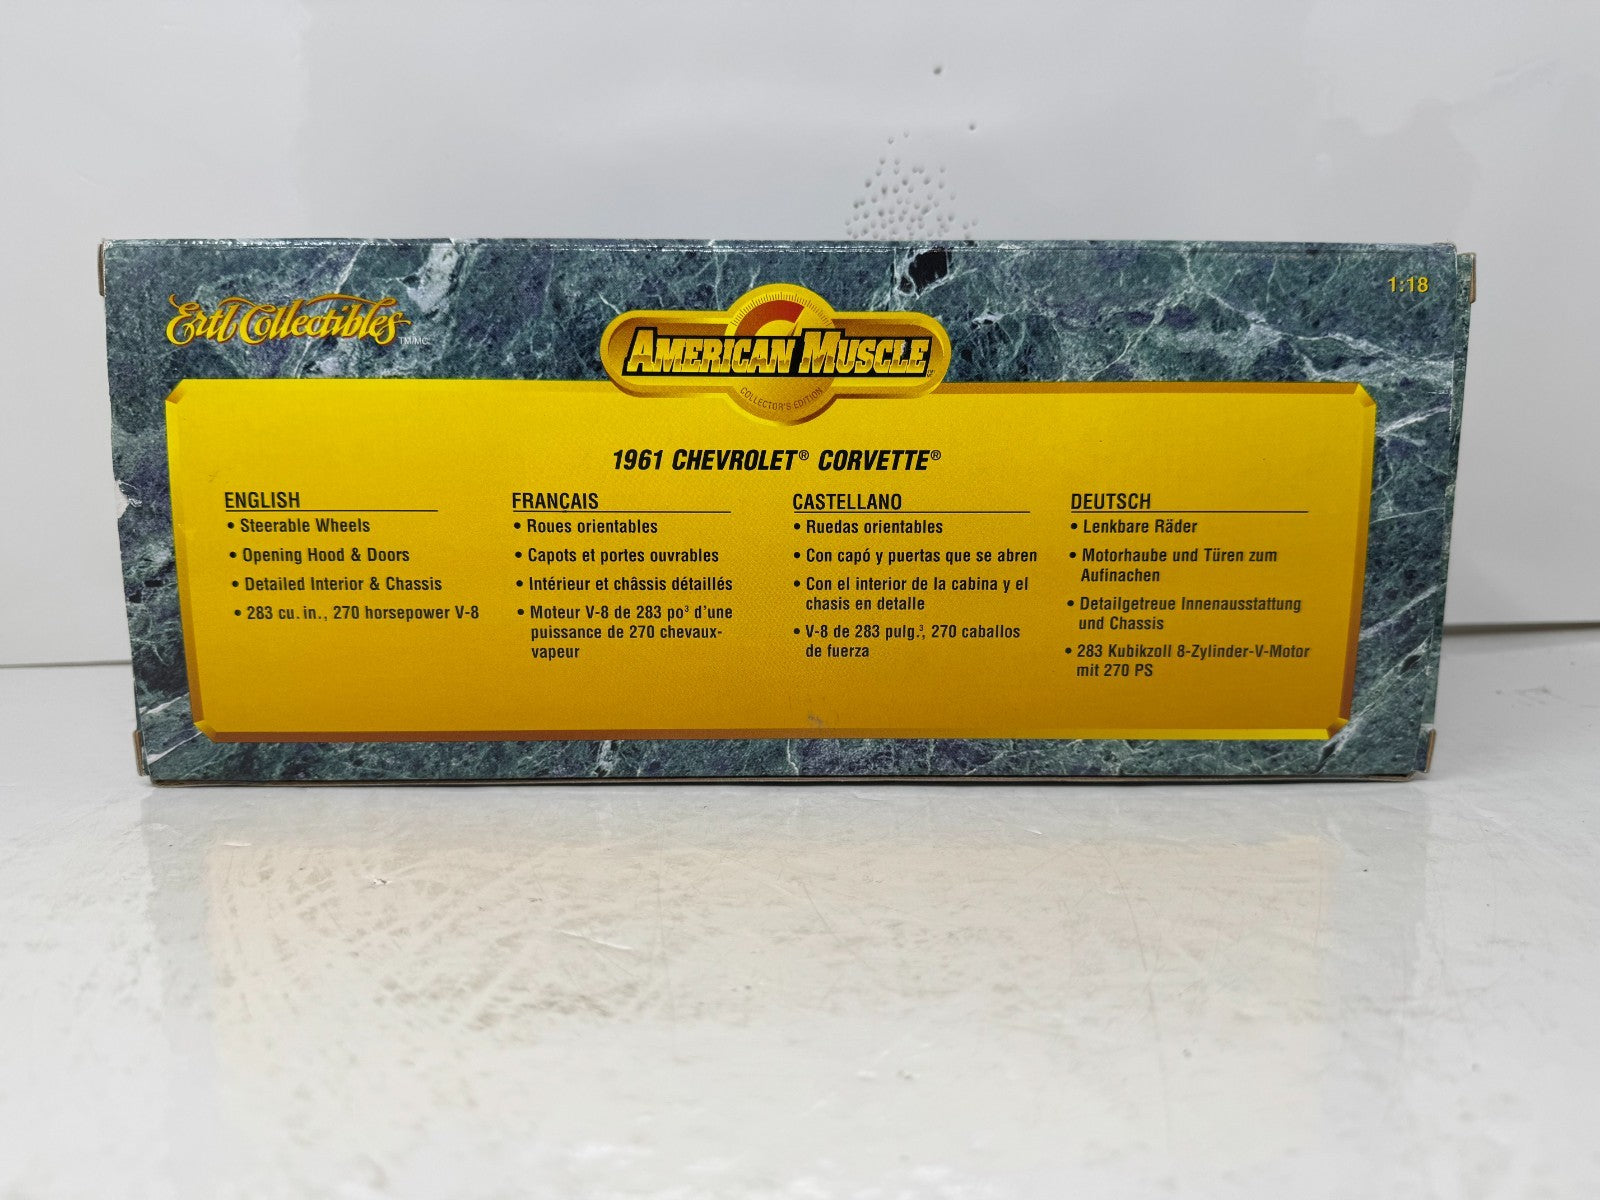 Ertl Collectibles TM/MC.
1:18
AMERICAN MUSCLE
COLLECTOR'S EDITION
1961 CHEVROLET® CORVETTE®
ENGLISH
• Steerable Wheels
• Opening Hood & Doors
• Detailed Interior & Chassis
• 283 cu. in., 270 horsepower V-8
FRANÇAIS
• Roues orientables
• Capots et portes ouvrables
• Intérieur et châssis détaillés
• Moteur V-8 de 283 po³ d'une
puissance de 270 chevaux-
vapeur
CASTELLANO
• Ruedas orientables
• Con capó y puertas que se abren
• Con el interior de la cabina y el
chasis en detalle
• V-8 de 283 pulg.³, 270 caballos
de fuerza
DEUTSCH
• Lenkbare Räder
• Motorhaube und Türen zum
Aufinachen
• Detailgetreue Innenausstattung
und Chassis
• 283 Kubikzoll 8-Zylinder-V-Motor
mit 270 PS